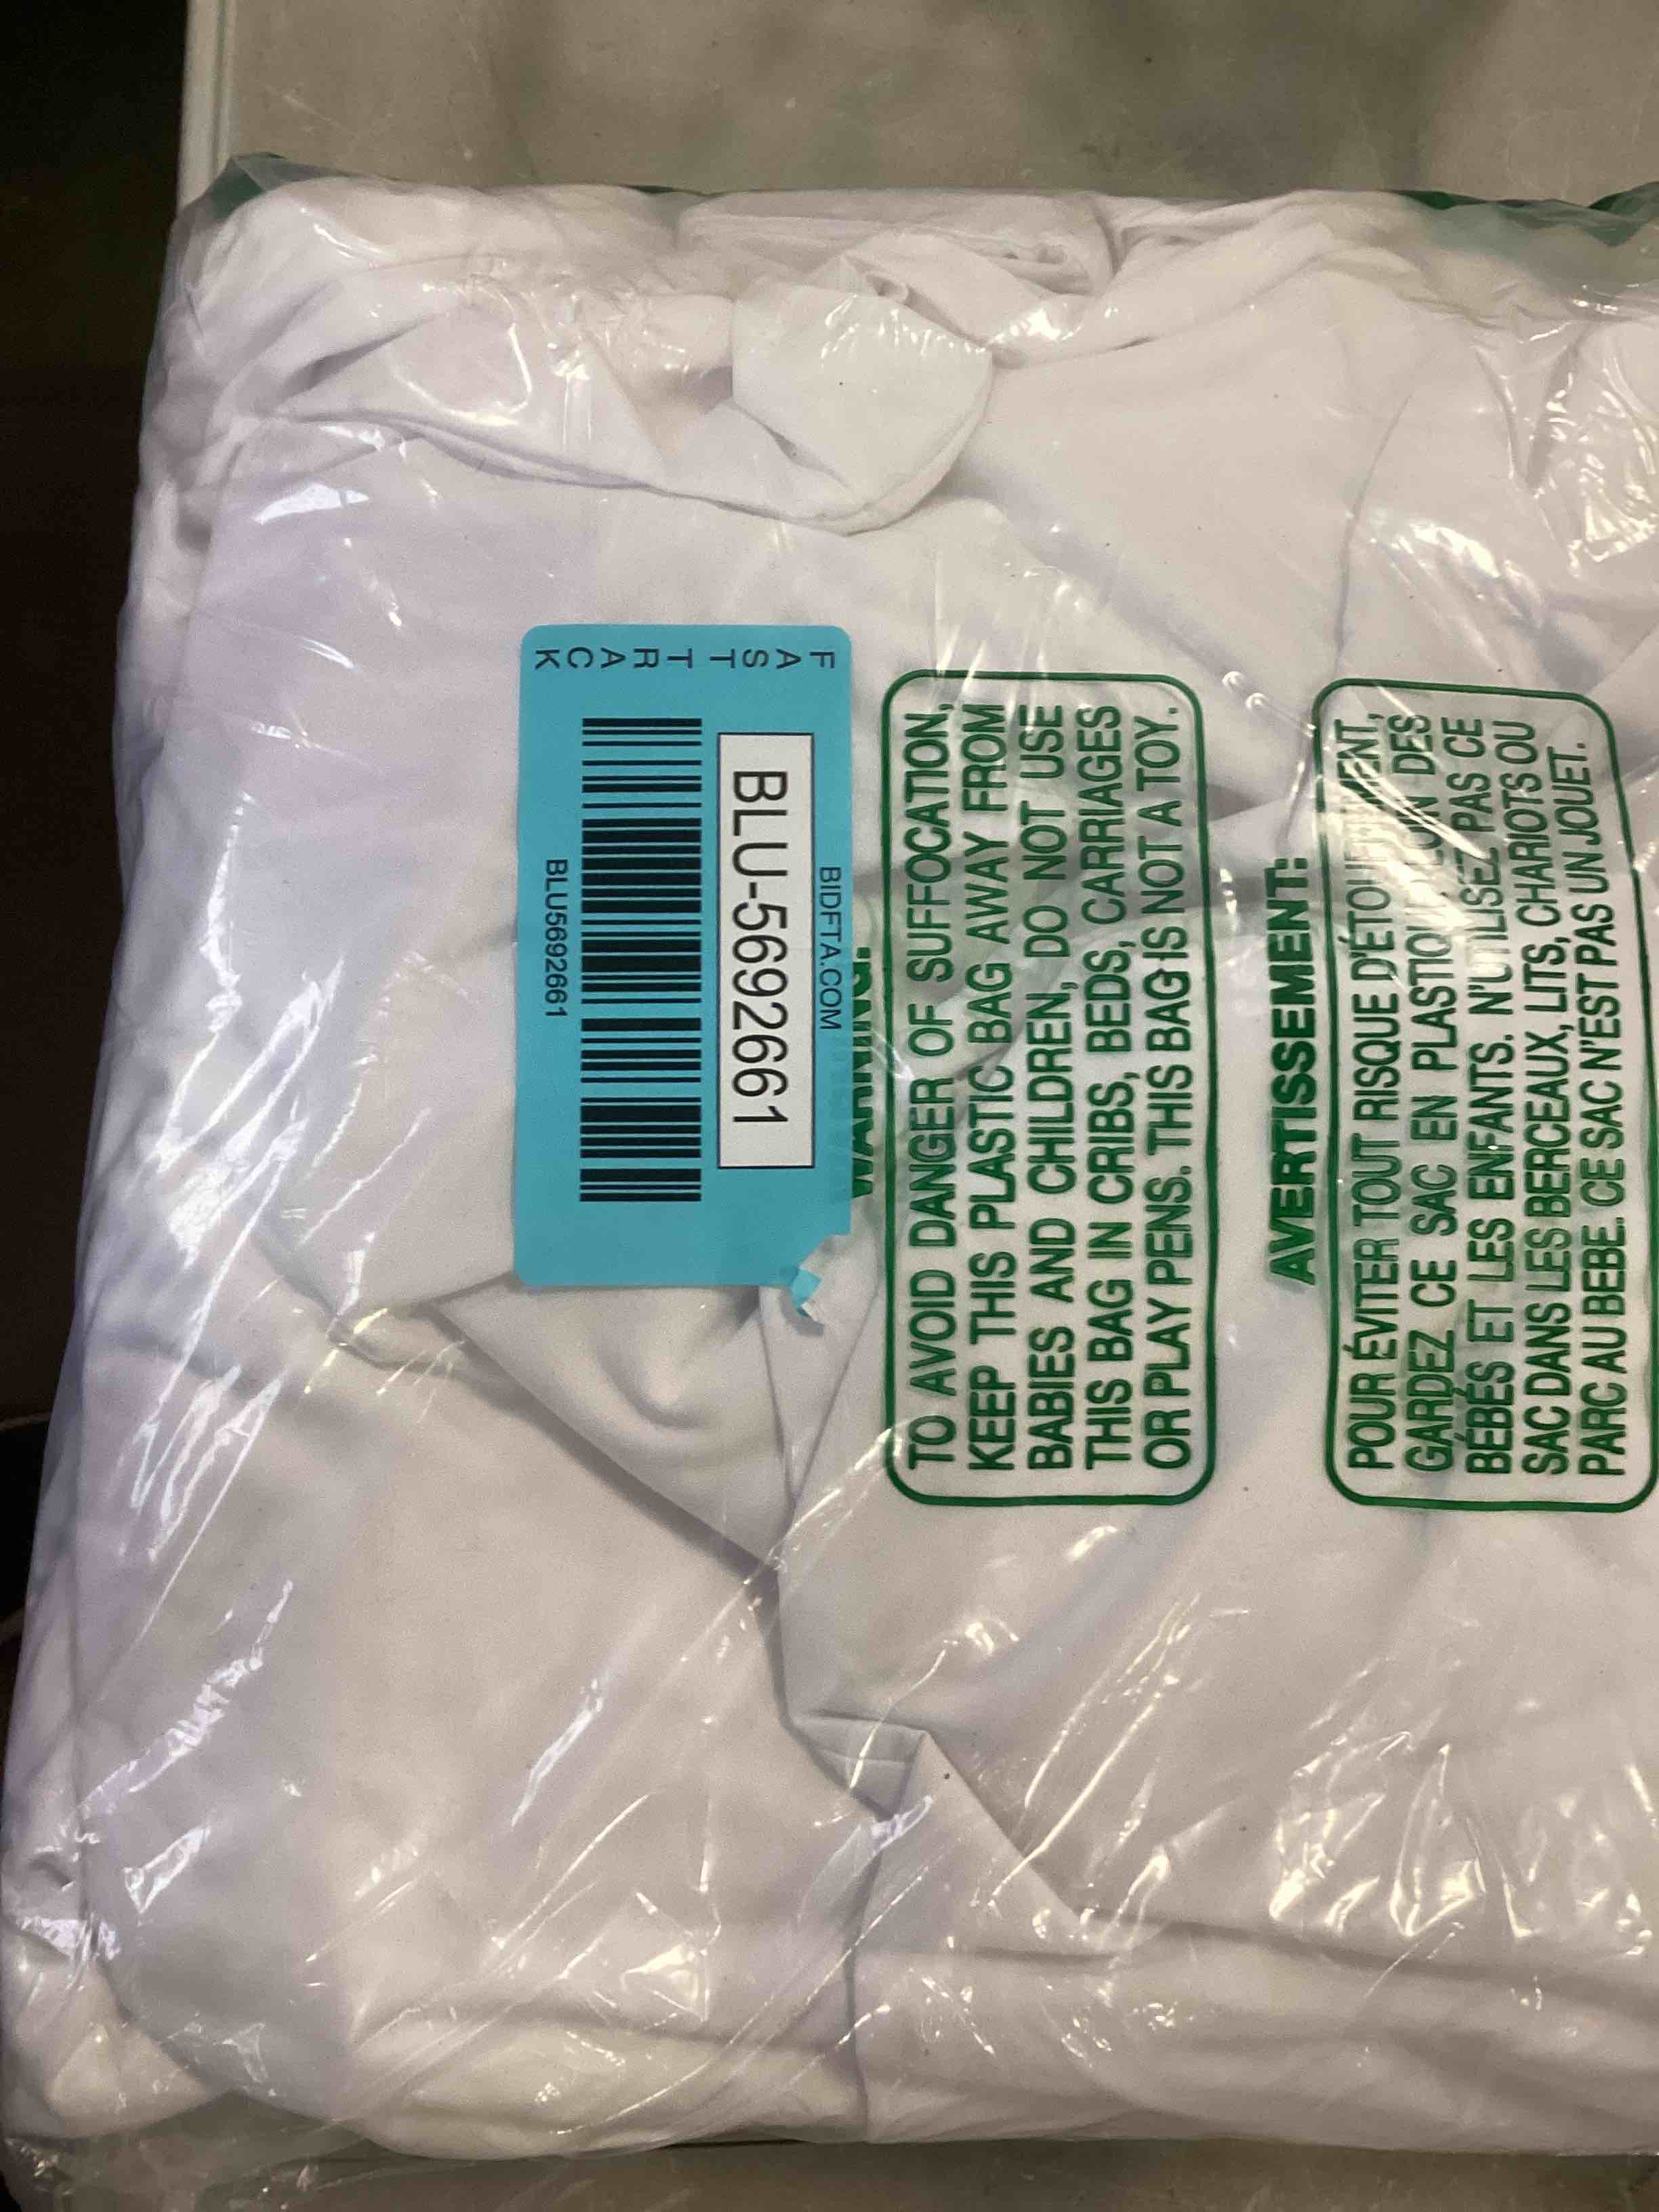 FAST TRACK
BIDFTA.COM
BLU-5692661
BLU5692661
WARNING:
TO AVOID DANGER OF SUFFOCATION,
KEEP THIS PLASTIC BAG AWAY FROM
BABIES AND CHILDREN, DO NOT USE
THIS BAG IN CRIBS, BEDS, CARRIAGES
OR PLAY PENS. THIS BAG IS NOT A TOY.
AVERTISSEMENT:
POUR ÉVITER TOUT RISQUE D'ÉTOUFFEMENT,
GARDEZ CE SAC EN PLASTIQUE LOIN DES
BÉBÉS ET LES ENFANTS. N'UTILISEZ PAS CE
SAC DANS LES BERCEAUX, LITS, CHARIOTS OU
PARC AU BEBE. CE SAC N'EST PAS UN JOUET.